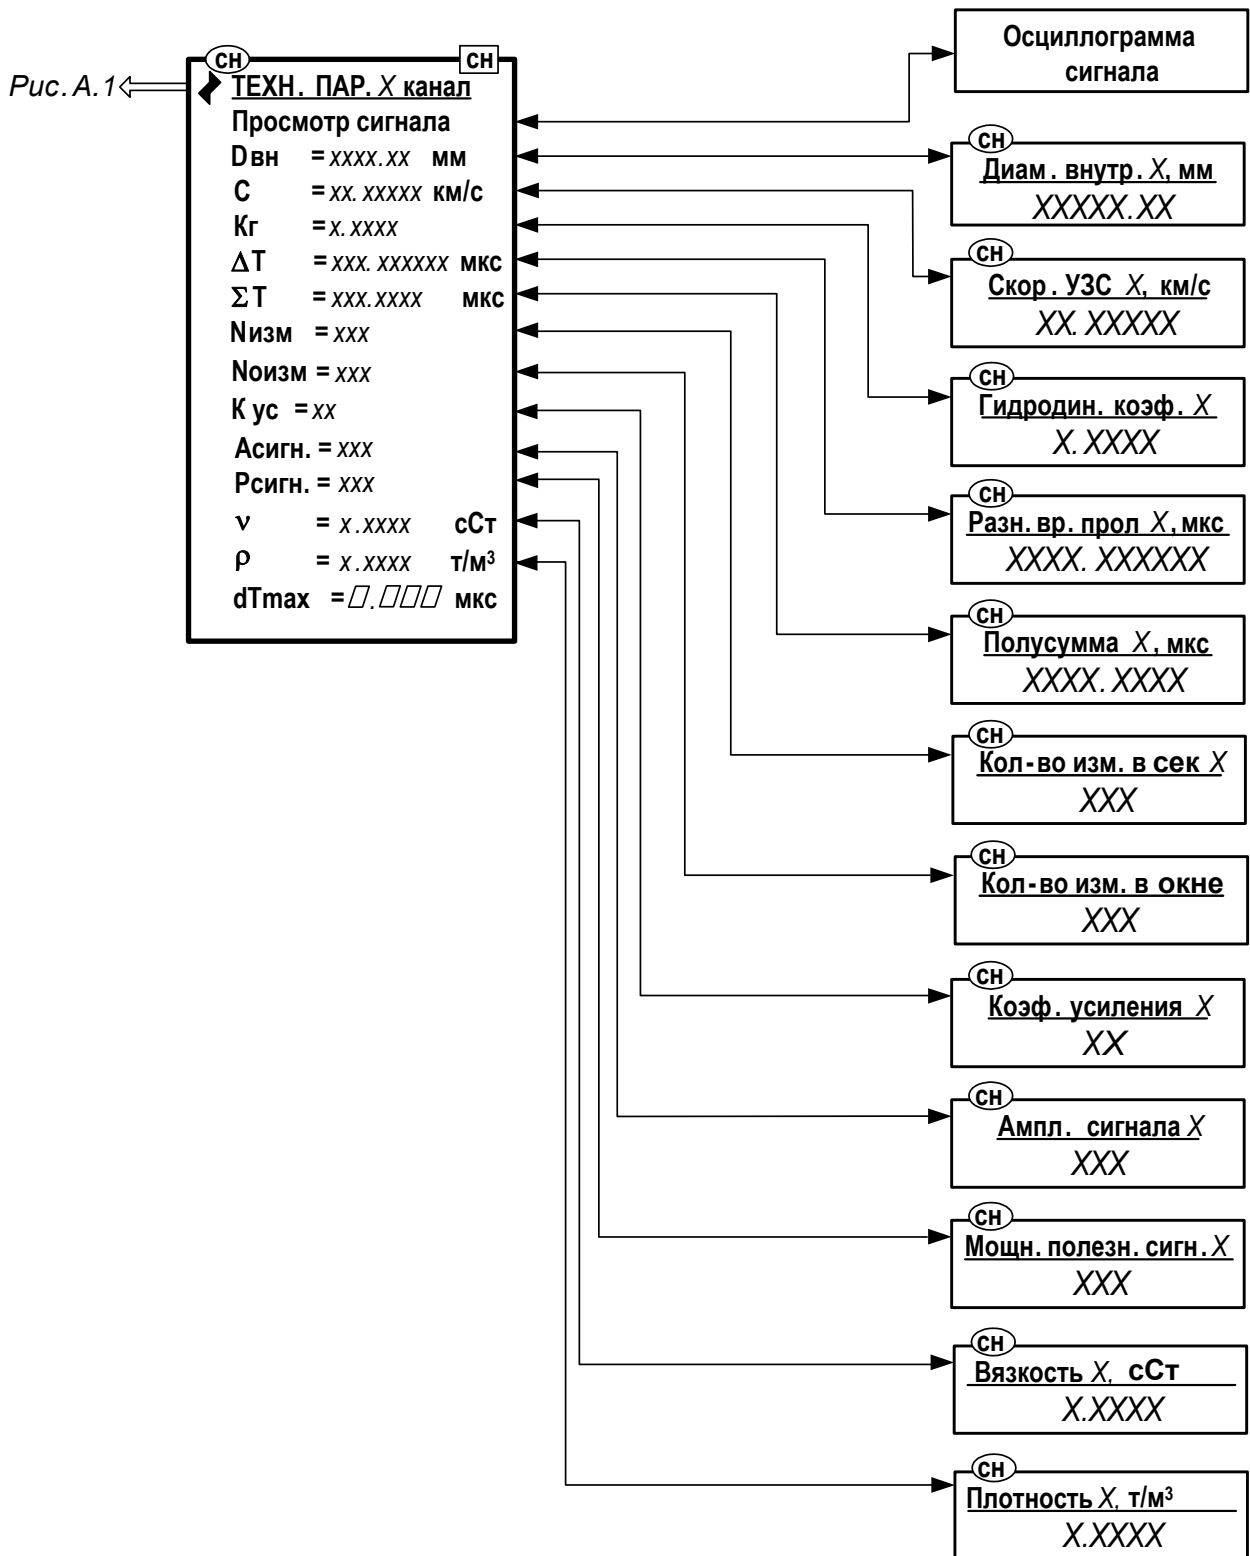 Рис. А.1
СН
СН
ТЕХН. ПАР. X канал
Просмотр сигнала
Dвн = xxxx.xx мм
С = xx.xxxxx км/с
Кг = x.xxxx
ΔТ = xxx.xxxxxx мкс
ΣТ = xxx.xxxx мкс
Nизм = xxx
Nоизм = xxx
К ус = xx
Асигн. = xxx
Рсигн. = xxx
ν = x.xxxx сСт
ρ = x.xxxx т/м³
dTmax = ▱.▱▱▱ мкс
Осциллограмма
сигнала
СН
Диам. внутр. X, мм
XXXXX.XX
СН
Скор. УЗС X, км/с
XX.XXXXX
СН
Гидродин. коэф. X
X.XXXX
СН
Разн. вр. прол X, мкс
XXXX.XXXXXX
СН
Полусумма X, мкс
XXXX.XXXX
СН
Кол-во изм. в сек X
XXX
СН
Кол-во изм. в окне
XXX
СН
Коэф. усиления X
XX
СН
Ампл. сигнала X
XXX
СН
Мощн. полезн. сигн. X
XXX
СН
Вязкость X, сСт
X.XXXX
СН
Плотность X, т/м³
X.XXXX